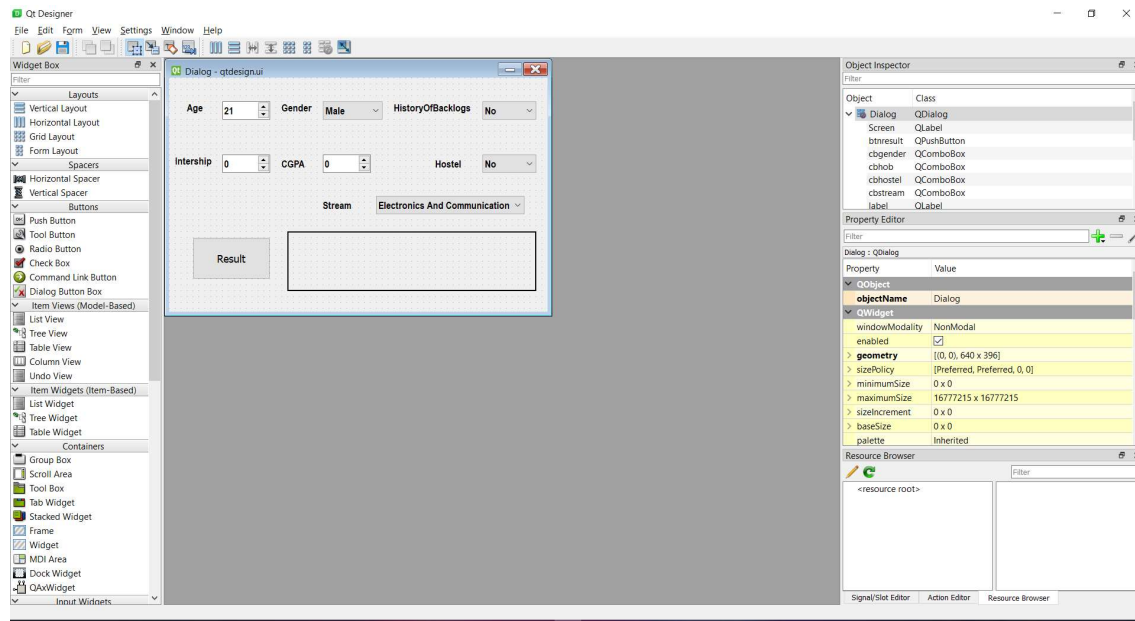 Qt Designer
File Edit Form View Settings Window Help
Widget Box
Filter
Layouts
Vertical Layout
Horizontal Layout
Grid Layout
Form Layout
Spacers
Horizontal Spacer
Vertical Spacer
Buttons
Push Button
Tool Button
Radio Button
Check Box
Command Link Button
Dialog Button Box
Item Views (Model-Based)
List View
Tree View
Table View
Column View
Undo View
Item Widgets (Item-Based)
List Widget
Tree Widget
Table Widget
Containers
Group Box
Scroll Area
Tool Box
Tab Widget
Stacked Widget
Frame
Widget
MDI Area
Dock Widget
QAxWidget
Input Widgets
Dialog - qtdesign.ui
Age 21 Gender Male HistoryOfBacklogs No
Intership 0 CGPA 0 Hostel No
Stream Electronics And Communication
Result
Object Inspector
Filter
Object Class
Dialog QDialog
Screen QLabel
btnresult QPushButton
cbgender QComboBox
cbhob QComboBox
cbhostel QComboBox
cbstream QComboBox
label QLabel
Property Editor
Filter
Dialog : QDialog
Property Value
QObject
objectName Dialog
QWidget
windowModality NonModal
enabled
geometry [(0, 0), 640 x 396]
sizePolicy [Preferred, Preferred, 0, 0]
minimumSize 0 x 0
maximumSize 16777215 x 16777215
sizeIncrement 0 x 0
baseSize 0 x 0
palette Inherited
Resource Browser
Filter
<resource root>
Signal/Slot Editor Action Editor Resource Browser